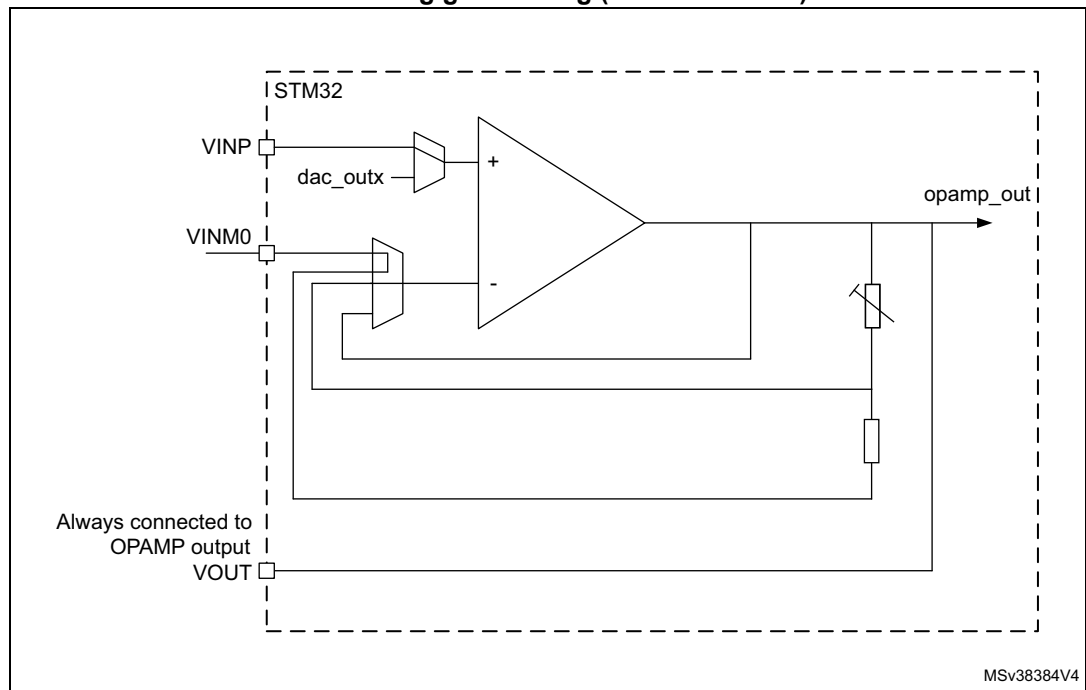 STM32
VINP
+
dac_outx
opamp_out
VINM0
-
Always connected to
OPAMP output
VOUT
MSv38384V4